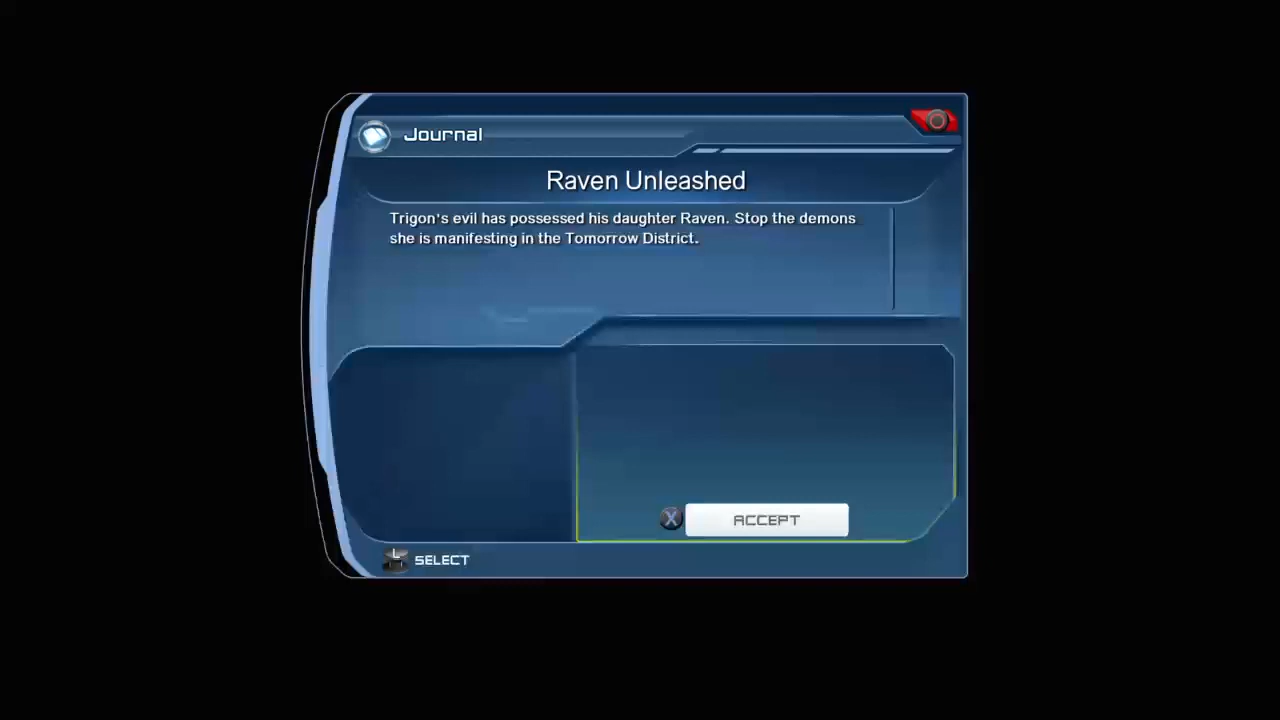 Journal
Raven Unleashed
Trigon's evil has possessed his daughter Raven. Stop the demons
she is manifesting in the Tomorrow District.
X ACCEPT
L SELECT